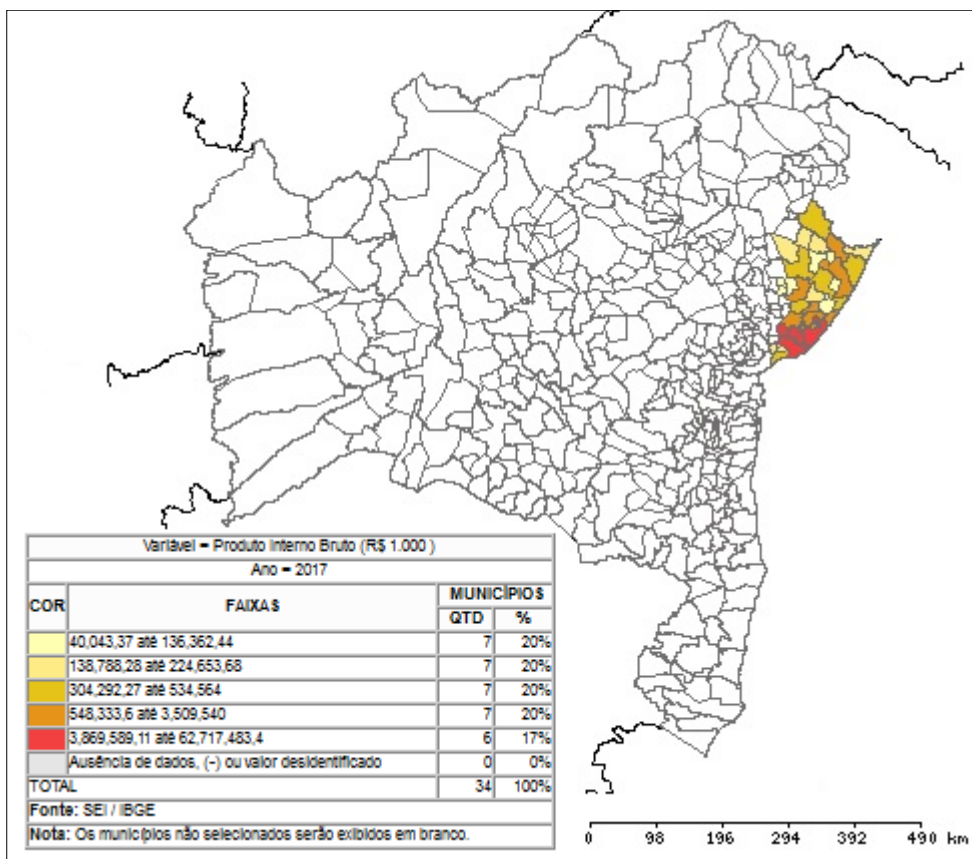 Variável = Produto Interno Bruto (R$ 1.000 )
Ano = 2017
COR FAIXAS MUNICÍPIOS
QTD %
40,043,37 até 136,362,44 7 20%
138,788,28 até 224,653,68 7 20%
304,292,27 até 534,564 7 20%
548,333,6 até 3,509,540 7 20%
3,869,589,11 até 62,717,483,4 6 17%
Ausência de dados, (-) ou valor desidentificado 0 0%
TOTAL 34 100%
Fonte: SEI / IBGE
Nota: Os municípios não selecionados serão exibidos em branco.
0 98 196 294 392 490 km